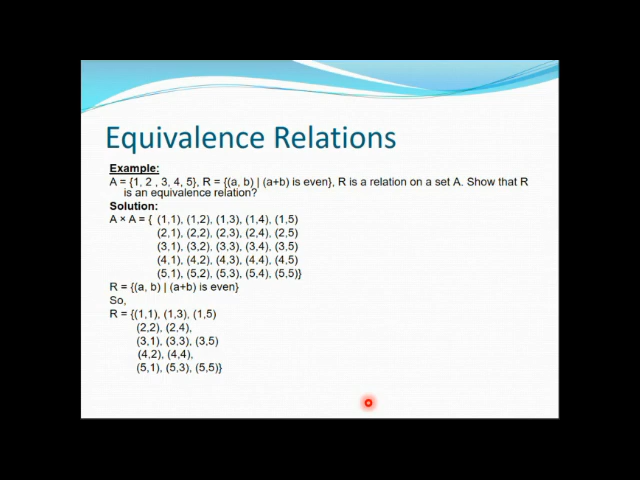 Equivalence Relations
Example:
A = {1, 2 , 3, 4, 5}, R = {(a, b) | (a+b) is even}, R is a relation on a set A. Show that R
is an equivalence relation?
Solution:
A × A = { (1,1), (1,2), (1,3), (1,4), (1,5)
(2,1), (2,2), (2,3), (2,4), (2,5)
(3,1), (3,2), (3,3), (3,4), (3,5)
(4,1), (4,2), (4,3), (4,4), (4,5)
(5,1), (5,2), (5,3), (5,4), (5,5)}
R = {(a, b) | (a+b) is even}
So,
R = {(1,1), (1,3), (1,5)
(2,2), (2,4),
(3,1), (3,3), (3,5)
(4,2), (4,4),
(5,1), (5,3), (5,5)}